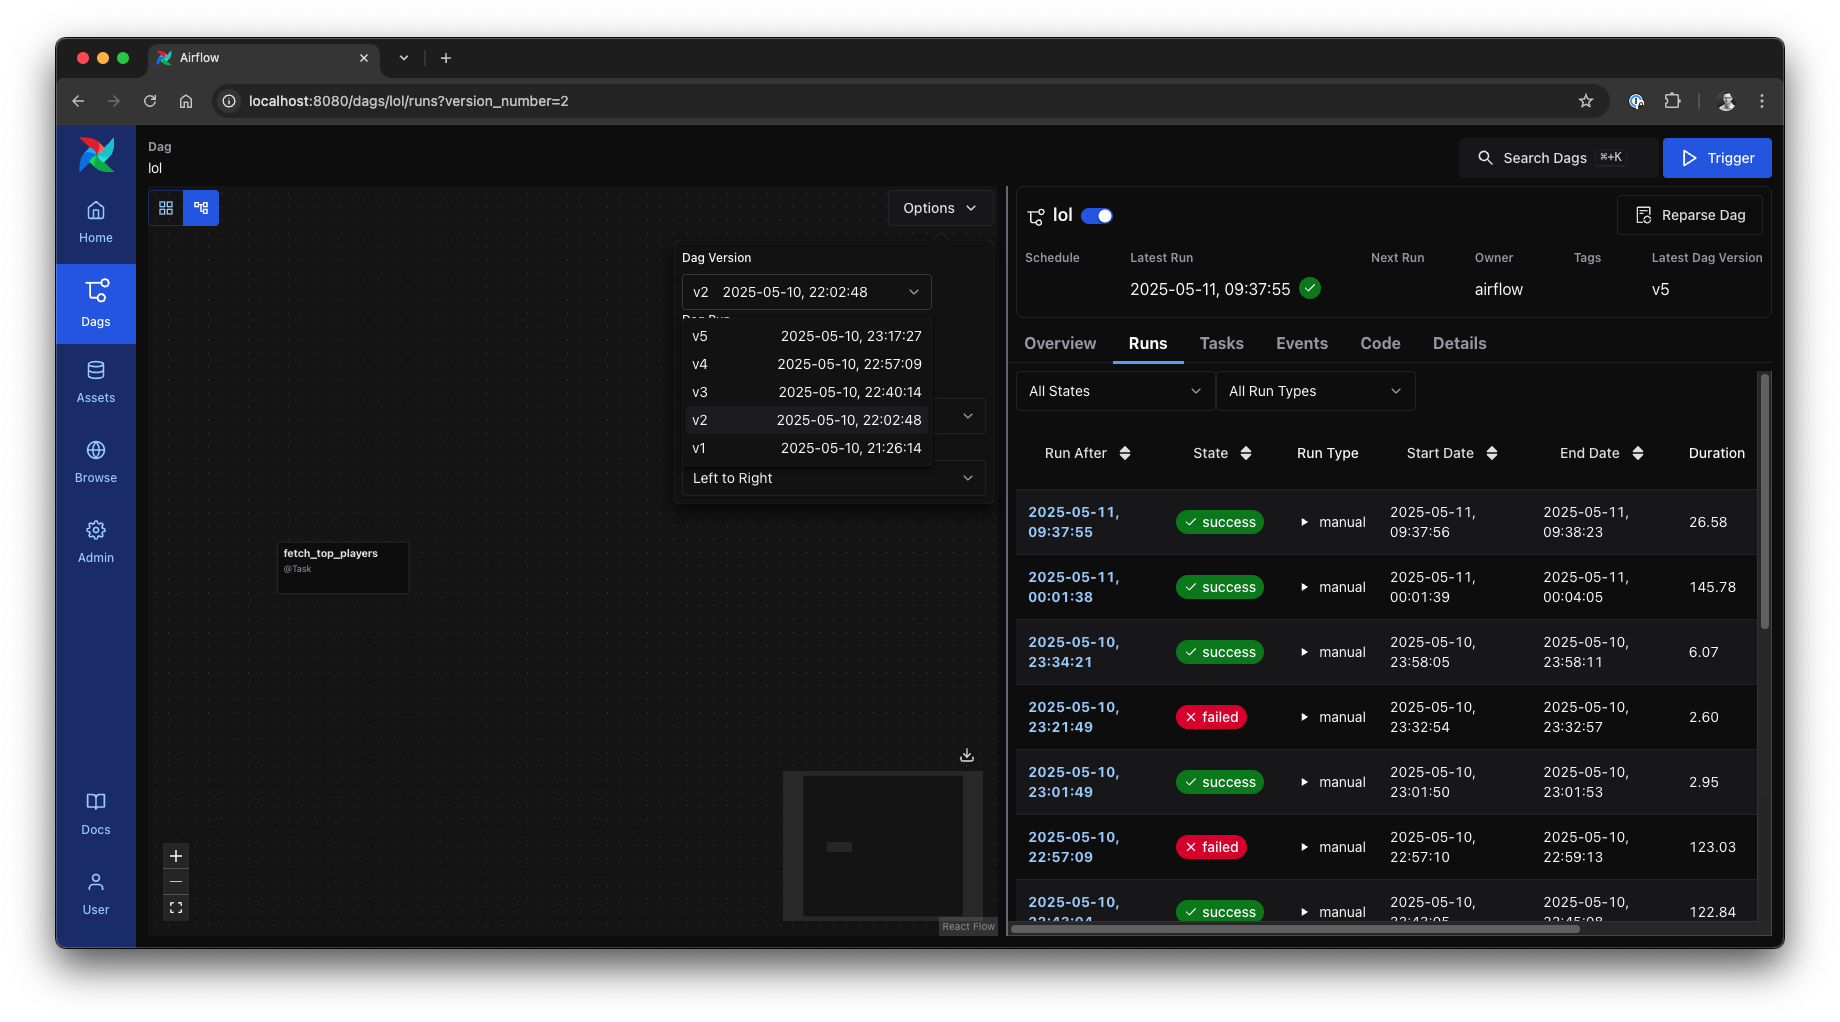 Airflow
localhost:8080/dags/lol/runs?version_number=2
Dag
lol
Search Dags ⌘+K
Trigger
Home
Dags
Assets
Browse
Admin
Docs
User
Options
Dag Version
v2 2025-05-10, 22:02:48
Dag Run
v5 2025-05-10, 23:17:27
v4 2025-05-10, 22:57:09
v3 2025-05-10, 22:40:14
v2 2025-05-10, 22:02:48
v1 2025-05-10, 21:26:14
Left to Right
fetch_top_players
@Task
React Flow
lol
Reparse Dag
Schedule Latest Run Next Run Owner Tags Latest Dag Version
2025-05-11, 09:37:55 airflow v5
Overview Runs Tasks Events Code Details
All States All Run Types
Run After State Run Type Start Date End Date Duration
2025-05-11, 09:37:55 success manual 2025-05-11, 09:37:56 2025-05-11, 09:38:23 26.58
2025-05-11, 00:01:38 success manual 2025-05-11, 00:01:39 2025-05-11, 00:04:05 145.78
2025-05-10, 23:34:21 success manual 2025-05-10, 23:58:05 2025-05-10, 23:58:11 6.07
2025-05-10, 23:21:49 failed manual 2025-05-10, 23:32:54 2025-05-10, 23:32:57 2.60
2025-05-10, 23:01:49 success manual 2025-05-10, 23:01:50 2025-05-10, 23:01:53 2.95
2025-05-10, 22:57:09 failed manual 2025-05-10, 22:57:10 2025-05-10, 22:59:13 123.03
2025-05-10, success manual 2025-05-10, 2025-05-10, 122.84